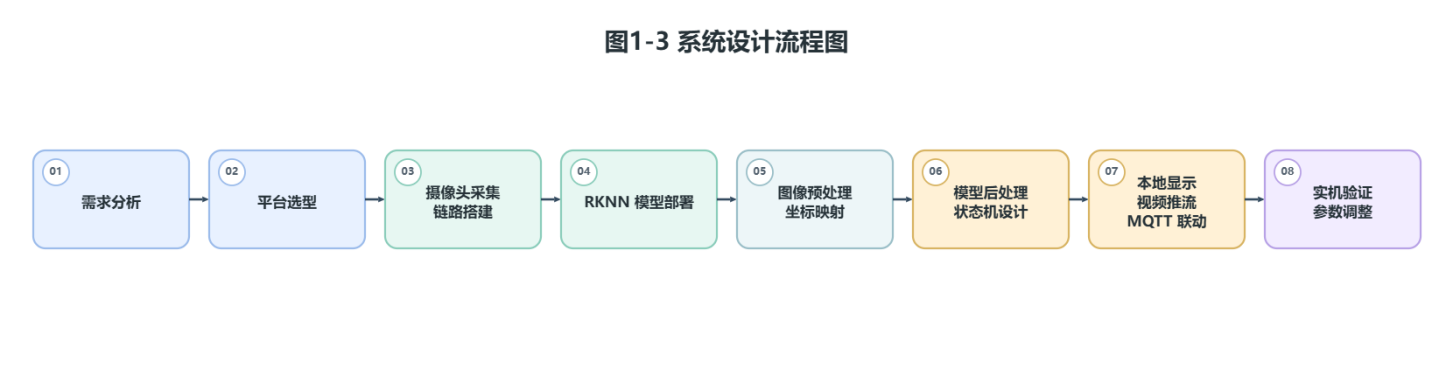 图1-3 系统设计流程图
01
需求分析
02
平台选型
03
摄像头采集
链路搭建
04
RKNN 模型部署
05
图像预处理
坐标映射
06
模型后处理
状态机设计
07
本地显示
视频推流
MQTT 联动
08
实机验证
参数调整